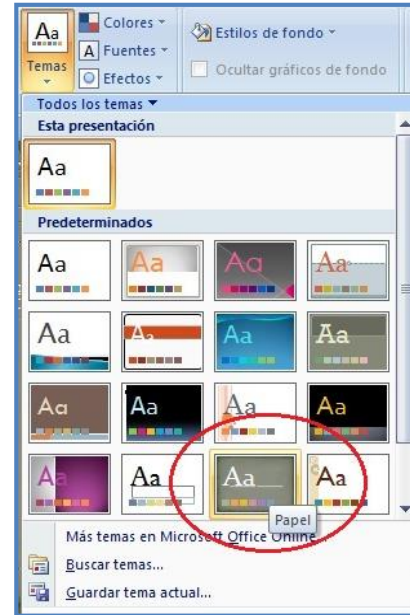 Aa
Temas
Colores
Fuentes
Efectos
Estilos de fondo
Ocultar gráficos de fondo
Todos los temas
Esta presentación
Aa
Predeterminados
Aa Aa Aa Aa
Aa Aa Aa Aa
Aa Aa Aa Aa
Aa Aa Aa Aa
Papel
Más temas en Microsoft Office Online...
Buscar temas...
Guardar tema actual...